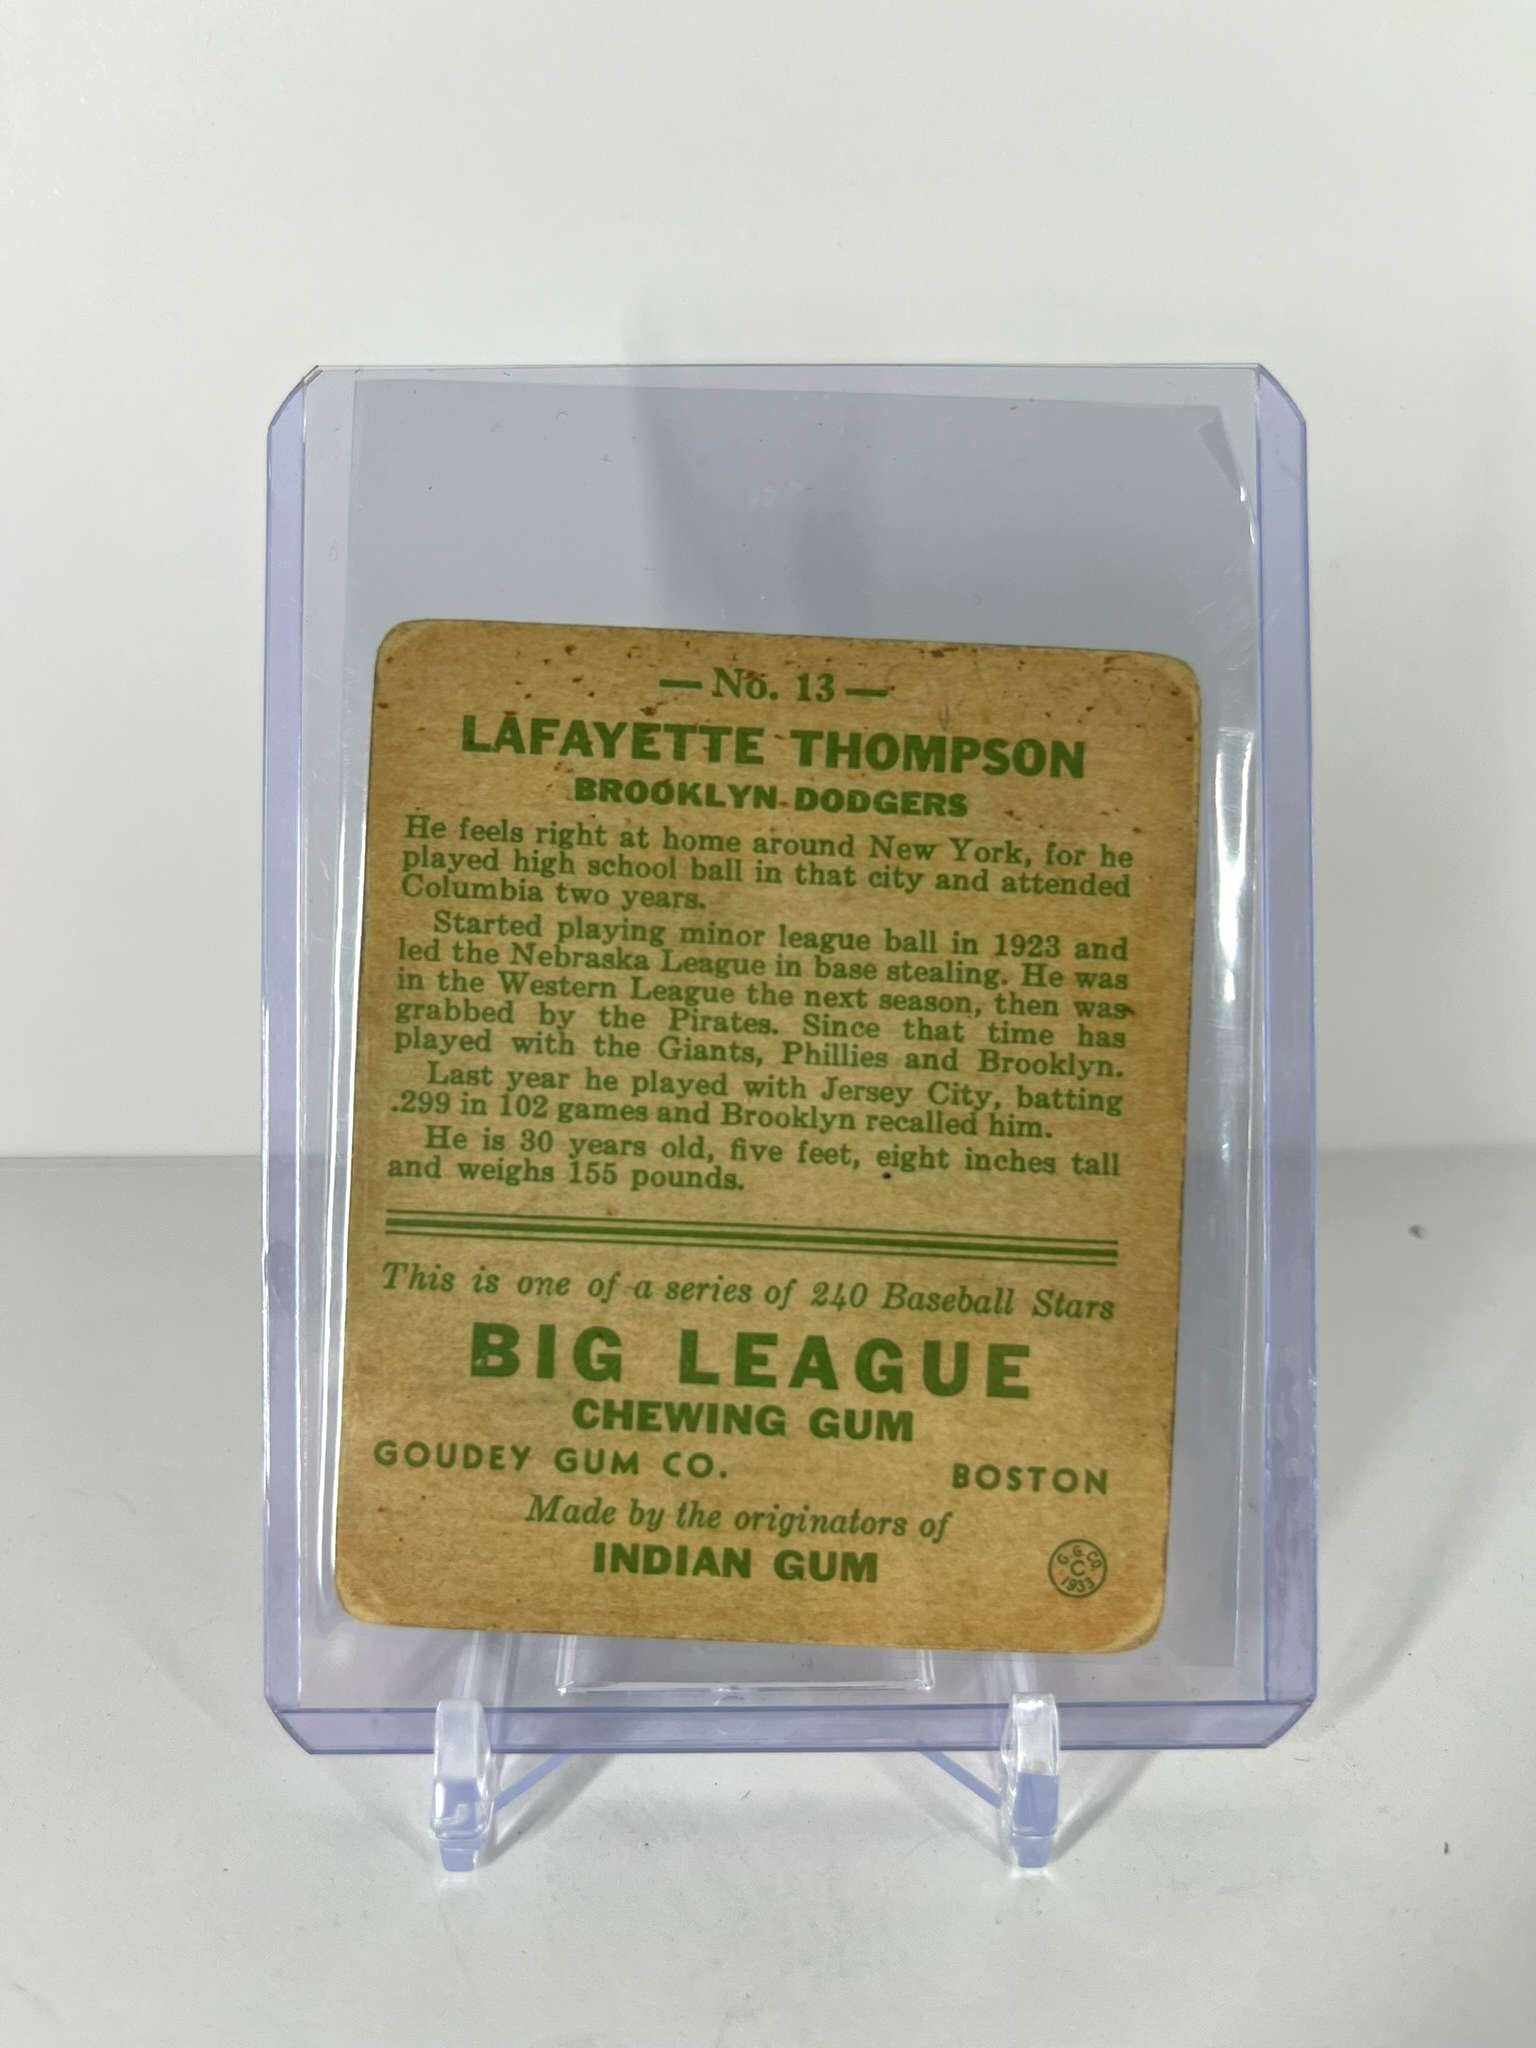 — No. 13 —
LAFAYETTE THOMPSON
BROOKLYN DODGERS
He feels right at home around New York, for he
played high school ball in that city and attended
Columbia two years.
Started playing minor league ball in 1923 and
led the Nebraska League in base stealing. He was
in the Western League the next season, then was
grabbed by the Pirates. Since that time has
played with the Giants, Phillies and Brooklyn.
Last year he played with Jersey City, batting
.299 in 102 games and Brooklyn recalled him.
He is 30 years old, five feet, eight inches tall
and weighs 155 pounds.
This is one of a series of 240 Baseball Stars
BIG LEAGUE
CHEWING GUM
GOUDEY GUM CO. BOSTON
Made by the originators of
INDIAN GUM
G. G. CO.
C
1933